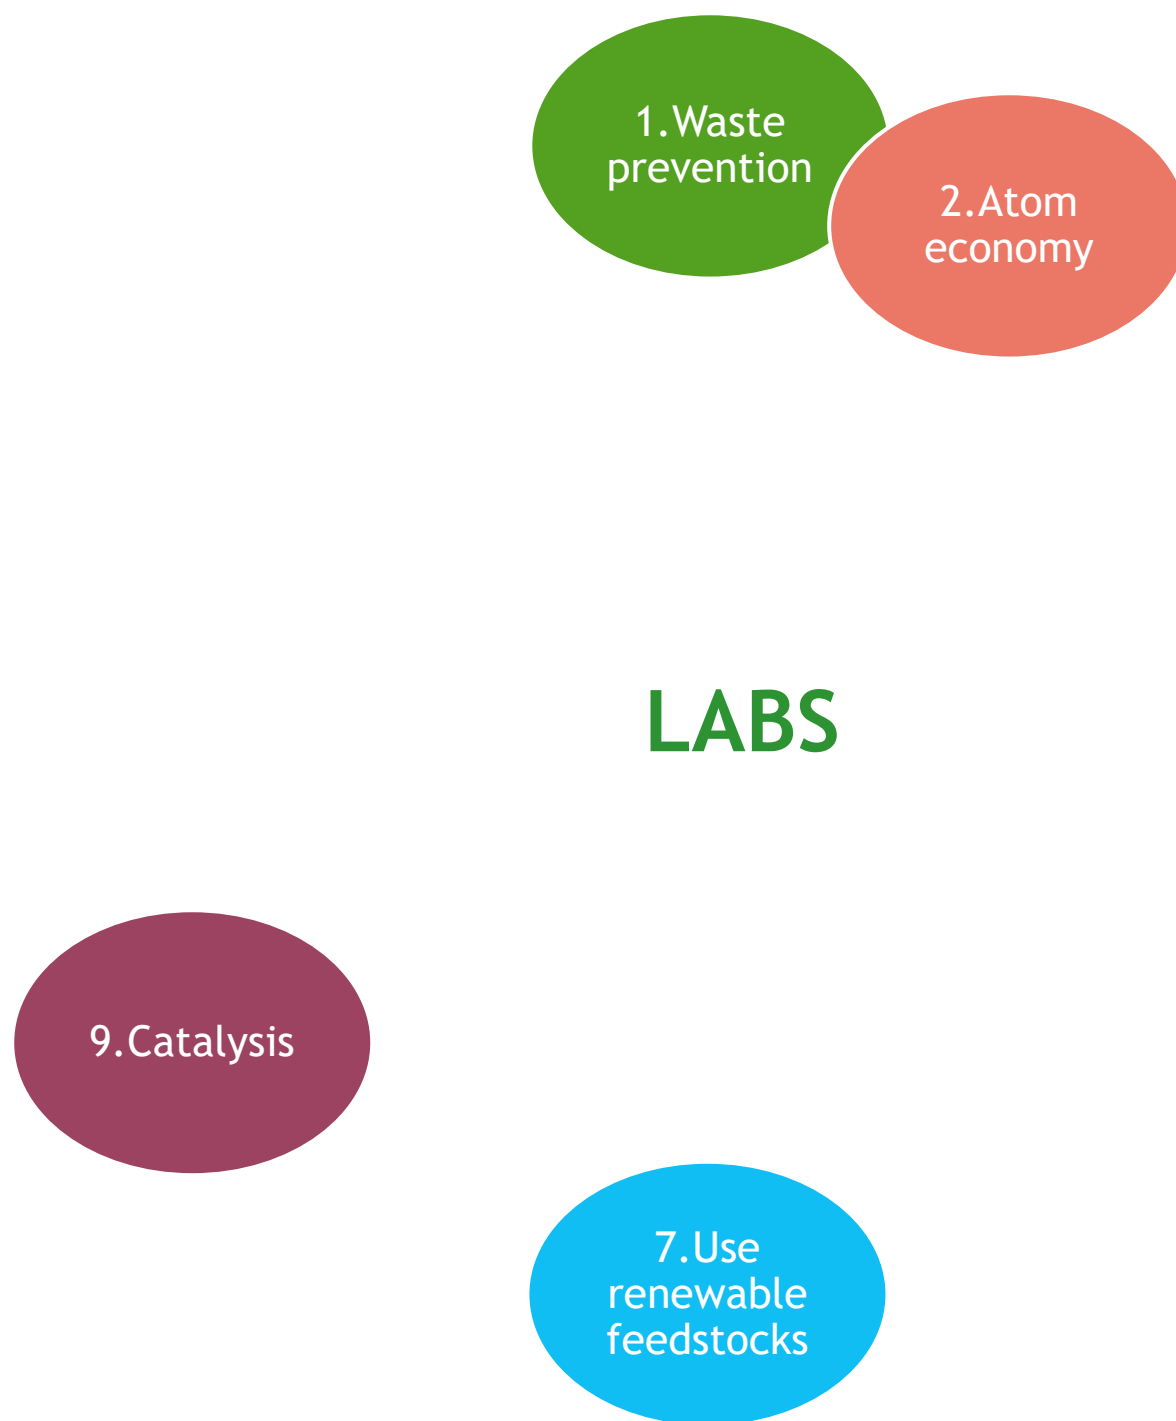 1.Waste
prevention
2.Atom
economy
LABS
9.Catalysis
7.Use
renewable
feedstocks